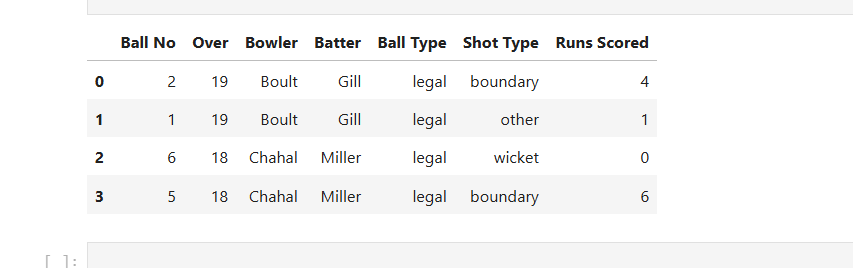 Ball No Over Bowler Batter Ball Type Shot Type Runs Scored
0 2 19 Boult Gill legal boundary 4
1 1 19 Boult Gill legal other 1
2 6 18 Chahal Miller legal wicket 0
3 5 18 Chahal Miller legal boundary 6
[ ]: